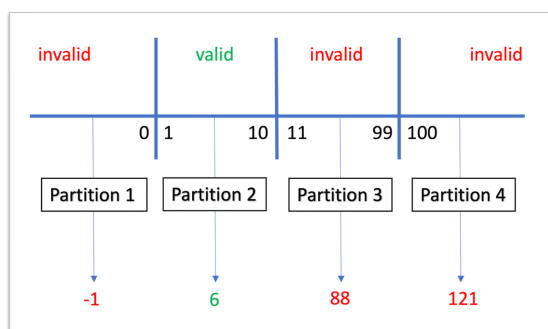 invalid valid invalid invalid
0 1 10 11 99 100
Partition 1 Partition 2 Partition 3 Partition 4
-1 6 88 121